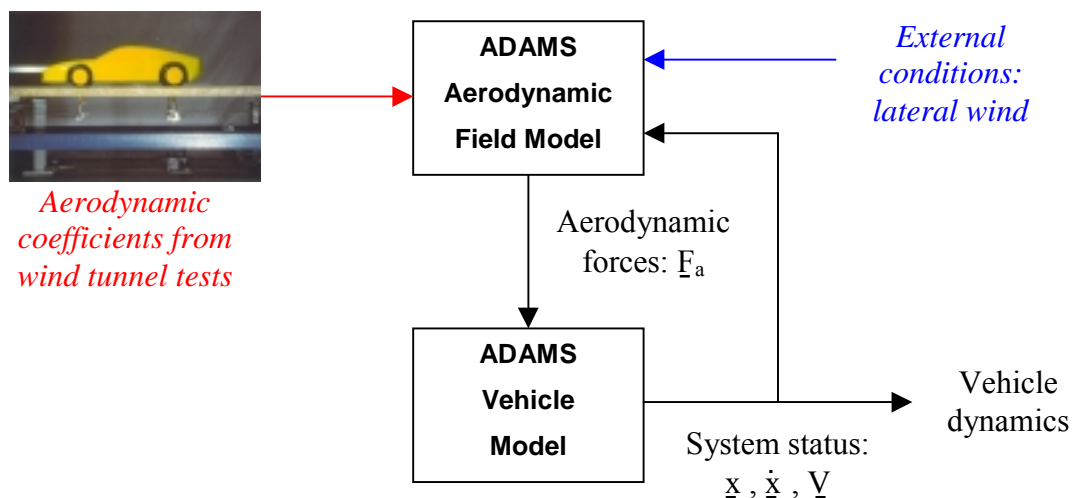 ADAMS
Aerodynamic
Field Model
External
conditions:
lateral wind
Aerodynamic
coefficients from
wind tunnel tests
Aerodynamic
forces: F̲ₐ
ADAMS
Vehicle
Model
Vehicle
dynamics
System status:
x̲ , ẋ̲ , V̲